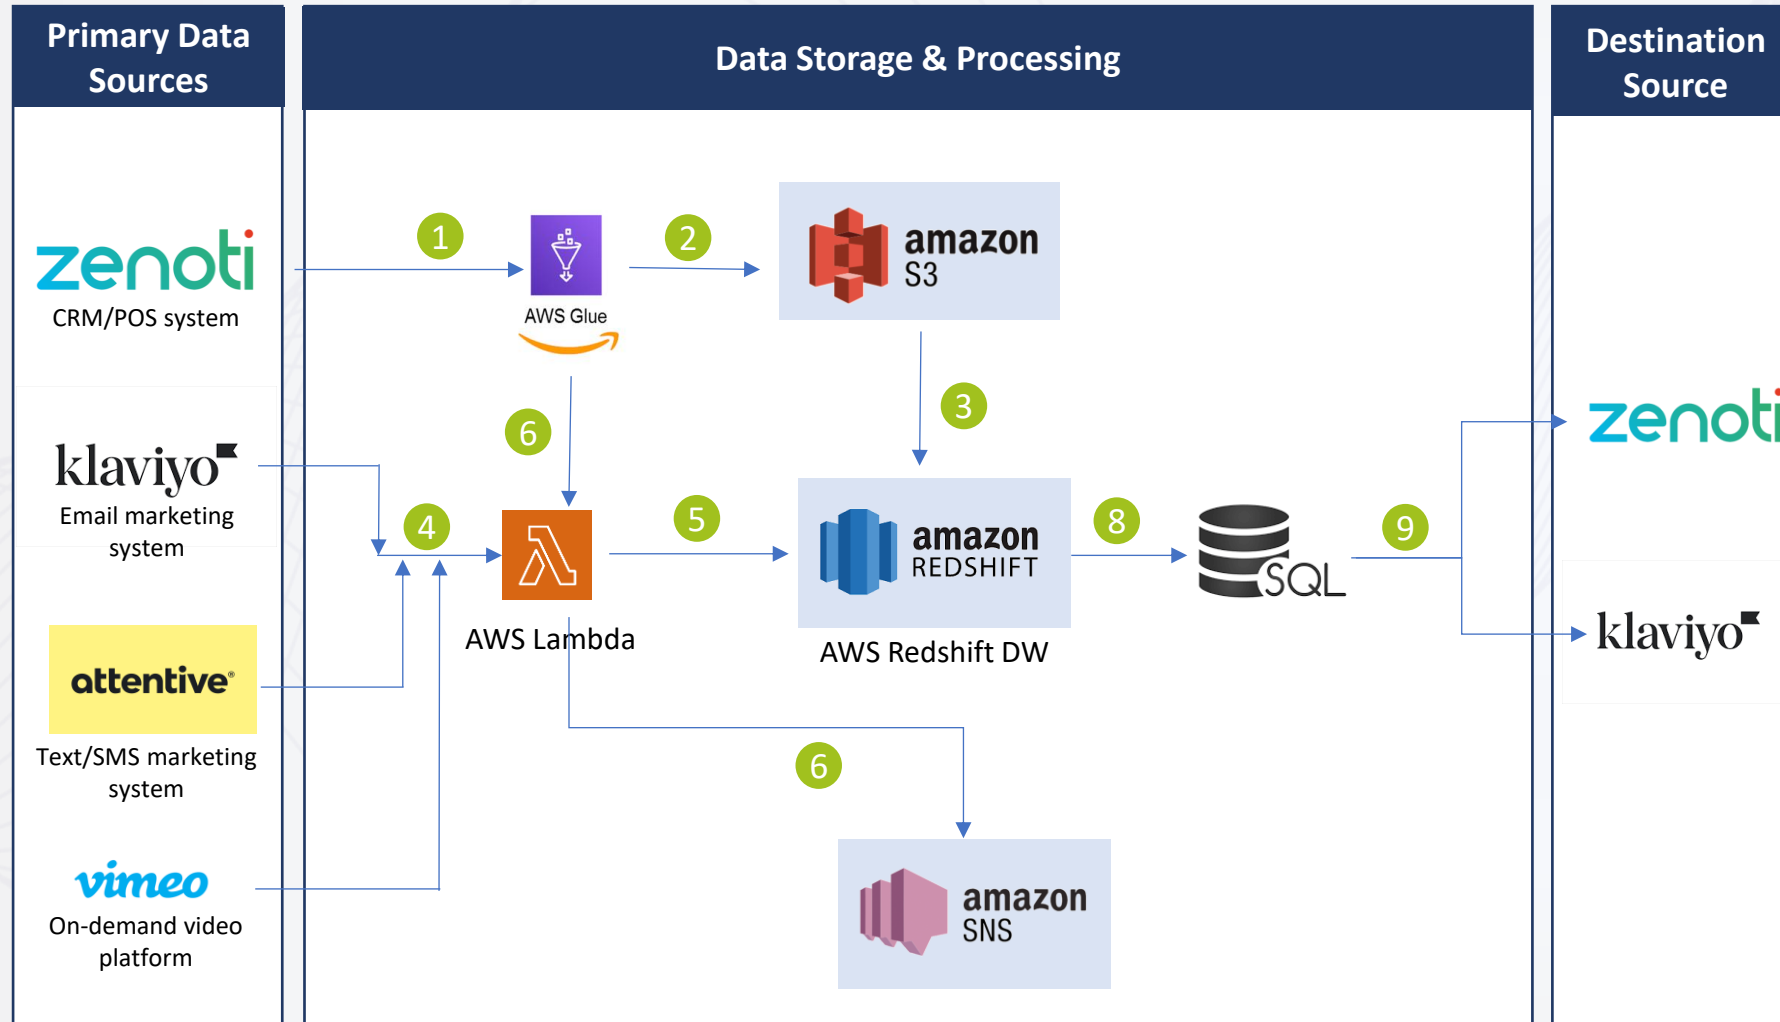 Primary Data
Sources
Data Storage & Processing
Destination
Source
zenoti
CRM/POS system
1
AWS Glue
2
amazon
S3
3
6
klaviyo
Email marketing
system
4
AWS Lambda
5
amazon
REDSHIFT
AWS Redshift DW
8
SQL
9
zenoti
klaviyo
attentive®
Text/SMS marketing
system
6
vimeo
On-demand video
platform
amazon
SNS